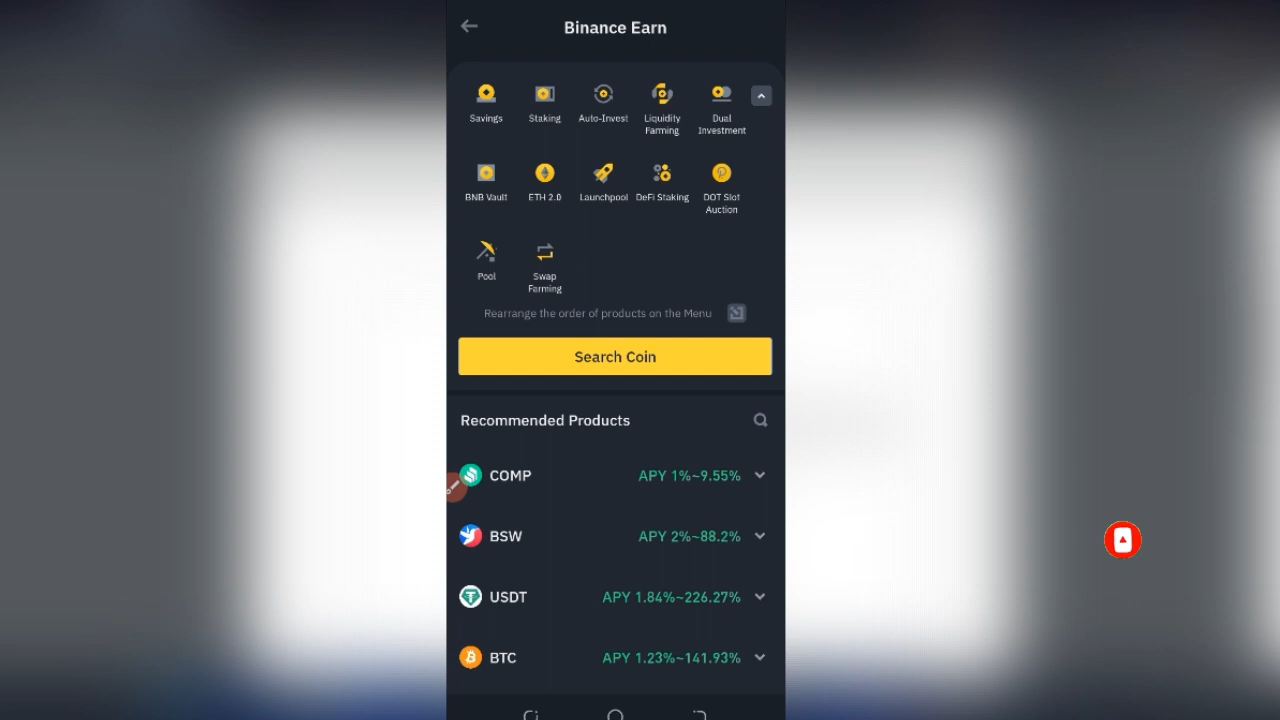 Binance Earn
Savings
Staking
Auto-Invest
Liquidity
Farming
Dual
Investment
BNB Vault
ETH 2.0
Launchpool
DeFi Staking
DOT Slot
Auction
Pool
Swap
Farming
Rearrange the order of products on the Menu
Search Coin
Recommended Products
COMP APY 1%~9.55%
BSW APY 2%~88.2%
USDT APY 1.84%~226.27%
BTC APY 1.23%~141.93%